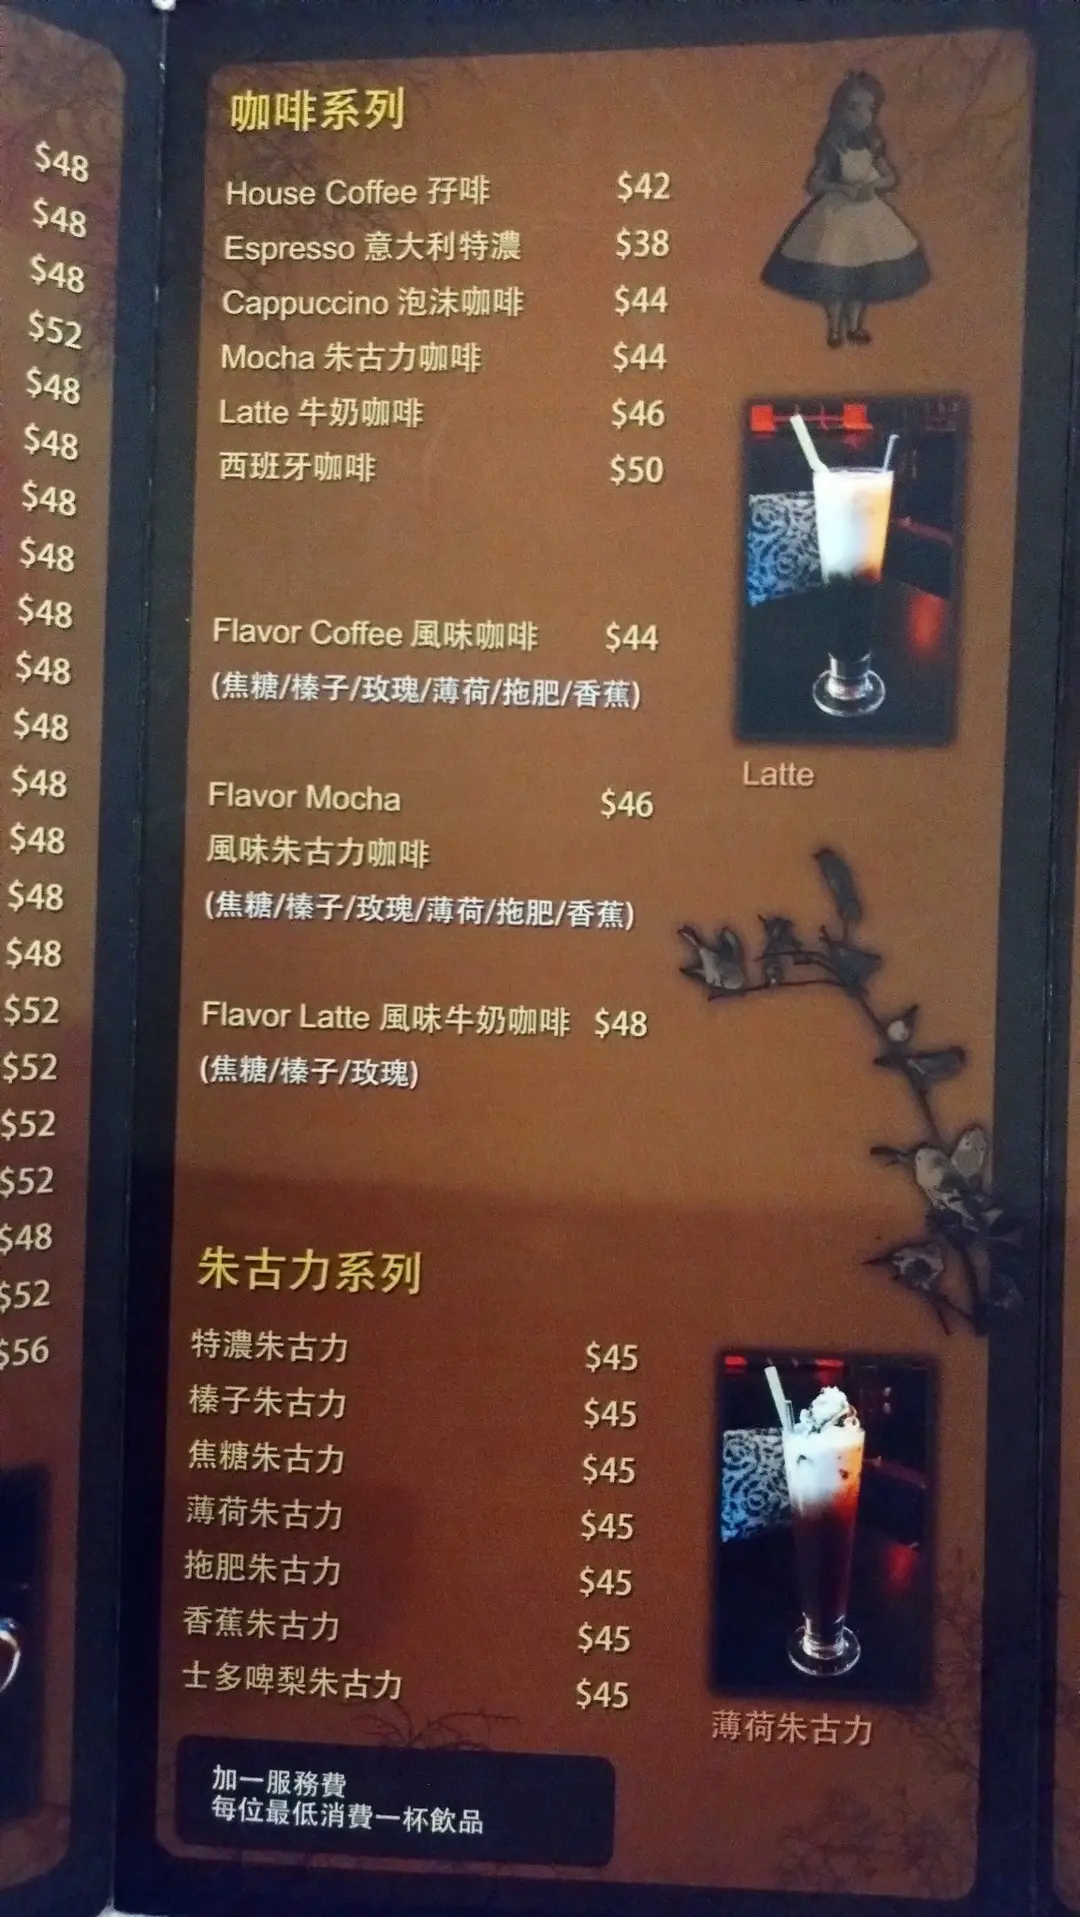 $48
$48
$48
$52
$48
$48
$48
$48
$48
$48
$48
$48
$48
$48
$48
$52
$52
$52
$52
$48
$52
$56
咖啡系列
House Coffee 孖啡 $42
Espresso 意大利特濃 $38
Cappuccino 泡沫咖啡 $44
Mocha 朱古力咖啡 $44
Latte 牛奶咖啡 $46
西班牙咖啡 $50
Flavor Coffee 風味咖啡 $44
(焦糖/榛子/玫瑰/薄荷/拖肥/香蕉)
Latte
Flavor Mocha $46
風味朱古力咖啡
(焦糖/榛子/玫瑰/薄荷/拖肥/香蕉)
Flavor Latte 風味牛奶咖啡 $48
(焦糖/榛子/玫瑰)
朱古力系列
特濃朱古力 $45
榛子朱古力 $45
焦糖朱古力 $45
薄荷朱古力 $45
拖肥朱古力 $45
香蕉朱古力 $45
士多啤梨朱古力 $45
薄荷朱古力
加一服務費
每位最低消費一杯飲品